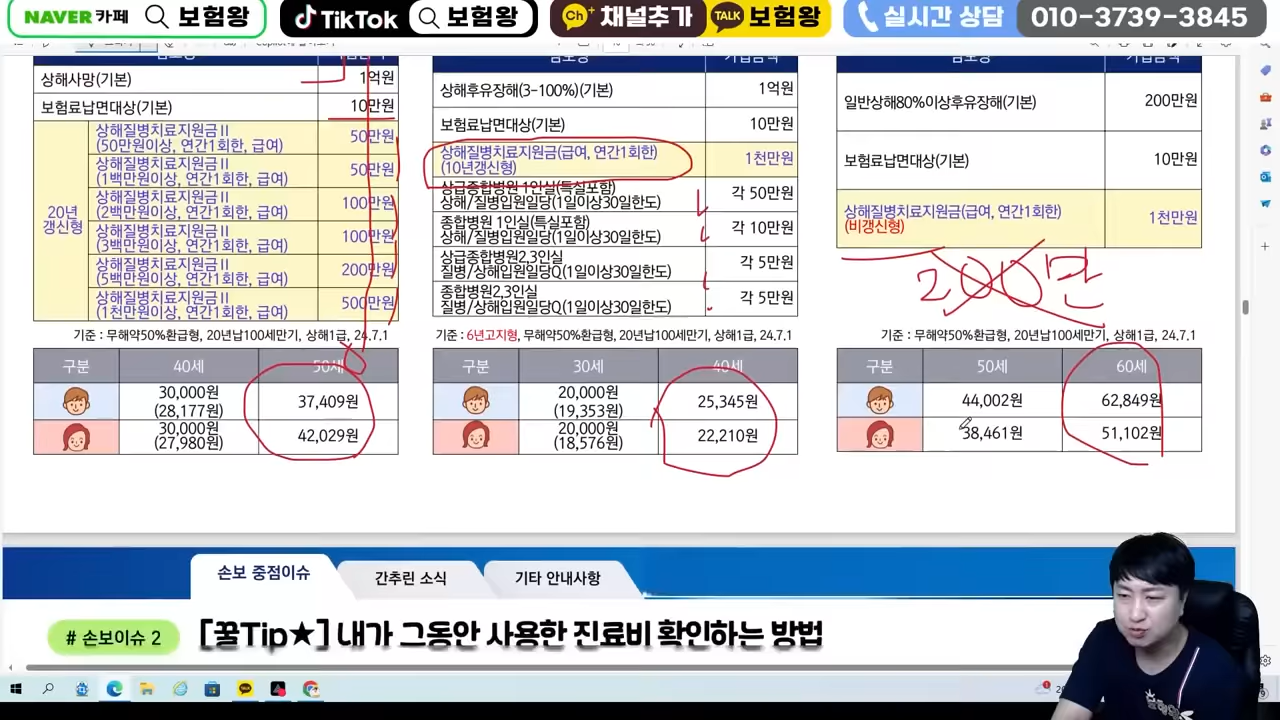 NAVER 카페 보험왕
TikTok 보험왕
Ch+ 채널추가 TALK 보험왕
실시간 상담 010-3739-3845
상해사망(기본) 1억원
보험료납면대상(기본) 10만원
20년
갱신형
상해질병치료지원금Ⅱ
(50만원이상, 연간1회한, 급여) 50만원
상해질병치료지원금Ⅱ
(1백만원이상, 연간1회한, 급여) 50만원
상해질병치료지원금Ⅱ
(2백만원이상, 연간1회한, 급여) 100만원
상해질병치료지원금Ⅱ
(3백만원이상, 연간1회한, 급여) 100만원
상해질병치료지원금Ⅱ
(5백만원이상, 연간1회한, 급여) 200만원
상해질병치료지원금Ⅱ
(1천만원이상, 연간1회한, 급여) 500만원
기준 : 무해약50%환급형, 20년납100세만기, 상해1급, 24.7.1
구분 40세 50세
30,000원
(28,177원) 37,409원
30,000원
(27,980원) 42,029원
상해후유장해(3-100%)(기본) 1억원
보험료납면대상(기본) 10만원
상해질병치료지원금(급여, 연간1회한)
(10년갱신형) 1천만원
상급종합병원 1인실(특실포함)
상해/질병입원일당(1일이상30일한도) 각 50만원
종합병원 1인실(특실포함)
상해/질병입원일당(1일이상30일한도) 각 10만원
상급종합병원2,3인실
질병/상해입원일당Q(1일이상30일한도) 각 5만원
종합병원2,3인실
질병/상해입원일당Q(1일이상30일한도) 각 5만원
기준 : 6년고지형, 무해약50%환급형, 20년납100세만기, 상해1급, 24.7.1
구분 30세 40세
20,000원
(19,353원) 25,345원
20,000원
(18,576원) 22,210원
일반상해80%이상후유장해(기본) 200만원
보험료납면대상(기본) 10만원
상해질병치료지원금(급여, 연간1회한)
(비갱신형) 1천만원
200만
기준 : 무해약50%환급형, 20년납100세만기, 상해1급, 24.7.1
구분 50세 60세
44,002원 62,849원
38,461원 51,102원
손보 중점이슈 간추린 소식 기타 안내사항
# 손보이슈 2 [꿀Tip★] 내가 그동안 사용한 진료비 확인하는 방법